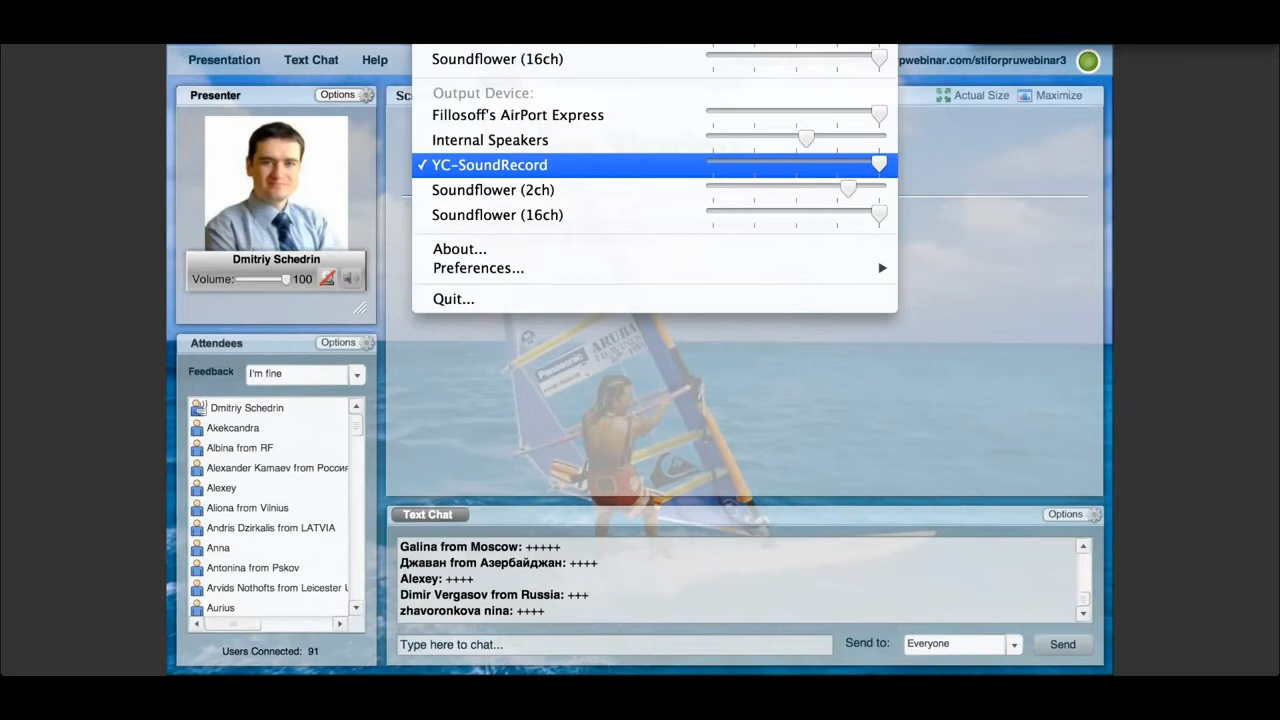 Presentation
Text Chat
Help
pwebinar.com/stiforpruwebinar3
Presenter
Options
Actual Size
Maximize
Soundflower (16ch)
Output Device:
Fillosoff's AirPort Express
Internal Speakers
✓ YC-SoundRecord
Soundflower (2ch)
Soundflower (16ch)
About...
Preferences...
Quit...
Dmitriy Schedrin
Volume: 100
Attendees
Options
Feedback
I'm fine
Dmitriy Schedrin
Akekcandra
Albina from RF
Alexander Kamaev from Россия
Alexey
Aliona from Vilnius
Andris Dzirkalis from LATVIA
Anna
Antonina from Pskov
Arvids Nothofts from Leicester
Aurius
Users Connected: 91
Panasonic
ARUBA
Text Chat
Options
Galina from Moscow: +++++
Джаван from Азербайджан: ++++
Alexey: ++++
Dimir Vergasov from Russia: +++
zhavoronkova nina: ++++
Type here to chat...
Send to:
Everyone
Send